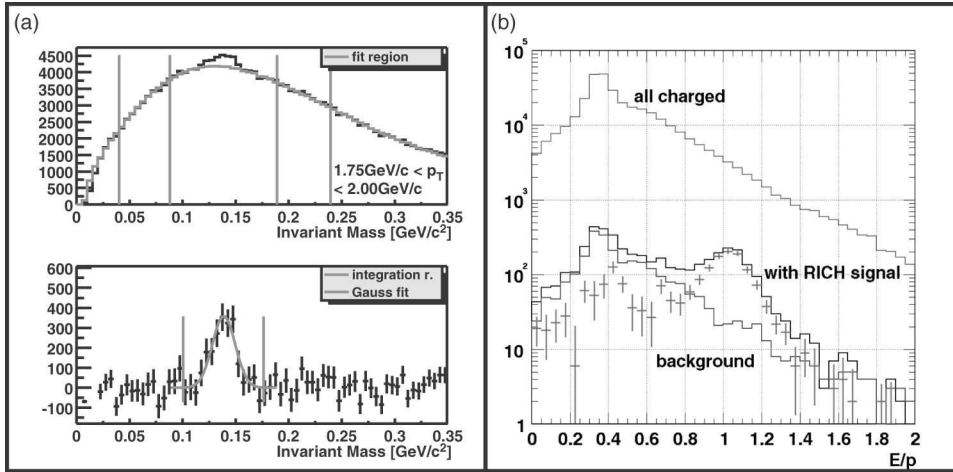 (a)
4500
4000
3500
3000
2500
2000
1500
1000
500
0
fit region
1.75GeV/c < pT
< 2.00GeV/c
0 0.05 0.1 0.15 0.2 0.25 0.3 0.35
Invariant Mass [GeV/c²]
600
500
400
300
200
100
0
-100
integration r.
Gauss fit
0 0.05 0.1 0.15 0.2 0.25 0.3 0.35
Invariant Mass [GeV/c²]
(b)
10⁵
10⁴
10³
10²
10
1
all charged
with RICH signal
background
0 0.2 0.4 0.6 0.8 1 1.2 1.4 1.6 1.8 2
E/p